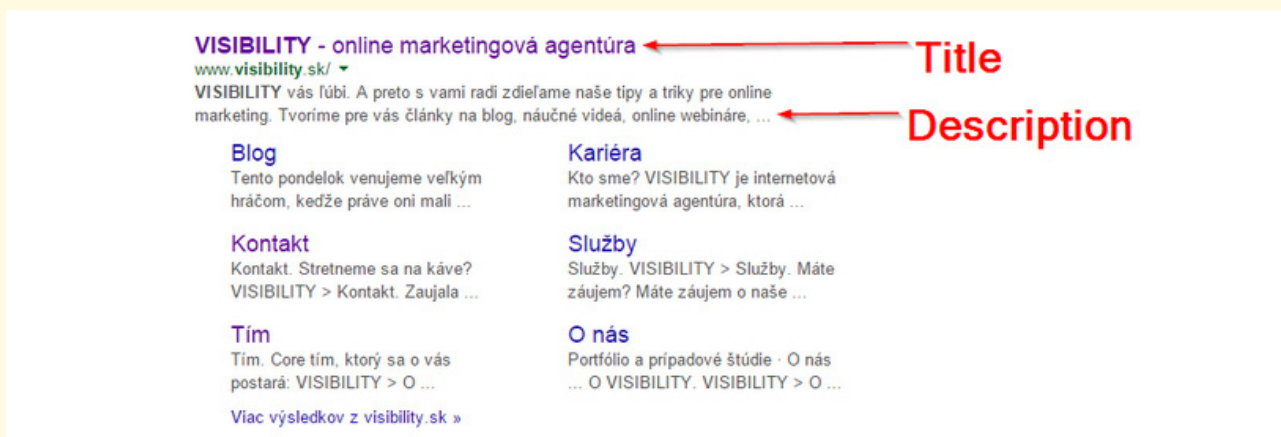 VISIBILITY - online marketingová agentúra
Title
www.visibility.sk/
VISIBILITY vás ľúbi. A preto s vami radi zdieľame naše tipy a triky pre online
marketing. Tvoríme pre vás články na blog, náučné videá, online webináre, ...
Description
Blog
Tento pondelok venujeme veľkým
hráčom, keďže práve oni mali ...
Kariéra
Kto sme? VISIBILITY je internetová
marketingová agentúra, ktorá ...
Kontakt
Kontakt. Stretneme sa na káve?
VISIBILITY > Kontakt. Zaujala ...
Služby
Služby. VISIBILITY > Služby. Máte
záujem? Máte záujem o naše ...
Tím
Tím. Core tím, ktorý sa o vás
postará: VISIBILITY > O ...
O nás
Portfólio a prípadové štúdie · O nás
... O VISIBILITY. VISIBILITY > O ...
Viac výsledkov z visibility.sk »